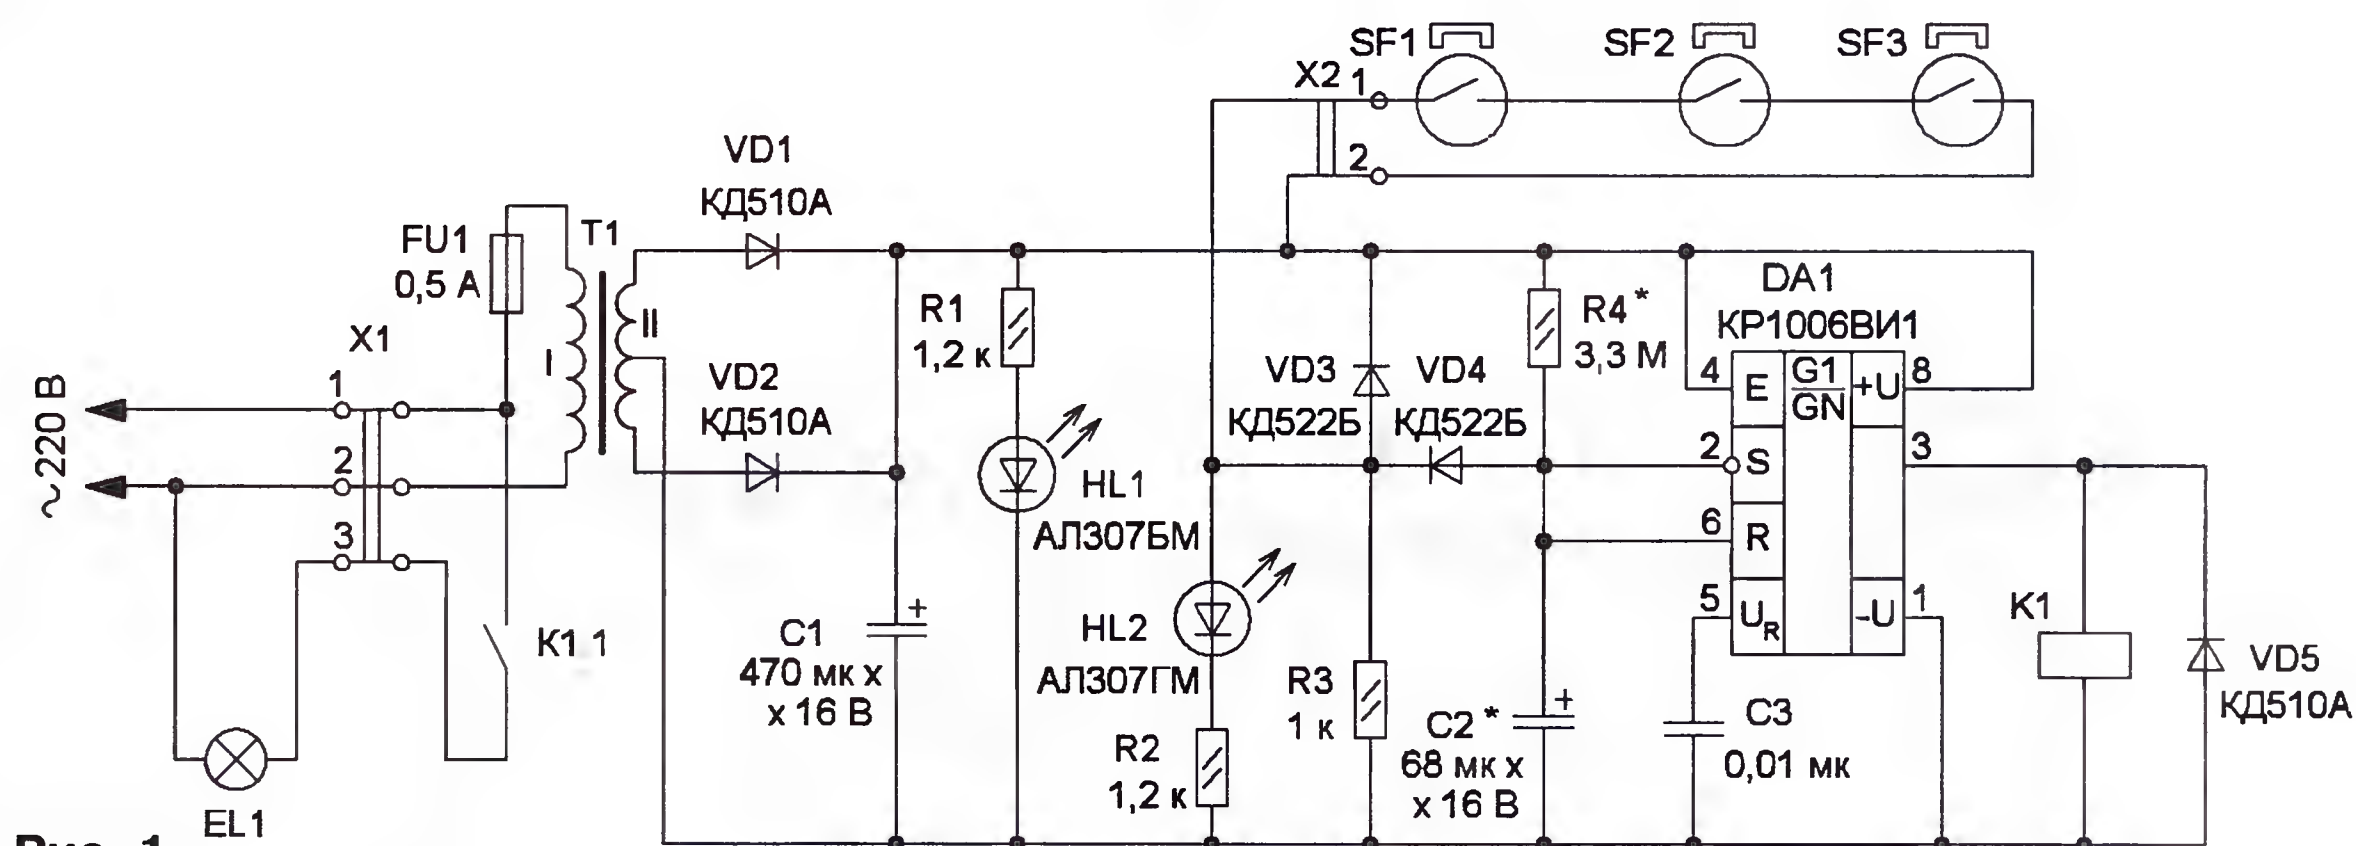 SF1
SF2
SF3
X2
1
2
VD1
КД510А
FU1
0,5 А
T1
I
II
X1
1
2
3
~220 В
VD2
КД510А
R1
1,2 к
HL1
АЛ307БМ
C1
+
470 мк х
х 16 В
K1.1
EL1
HL2
АЛ307ГМ
R2
1,2 к
VD3
КД522Б
VD4
КД522Б
R3
1 к
R4*
3,3 М
C2*
+
68 мк х
х 16 В
DA1
КР1006ВИ1
4
E
G1
GN
+U
8
2
S
3
6
R
5
UR
-U
1
C3
0,01 мк
K1
VD5
КД510А